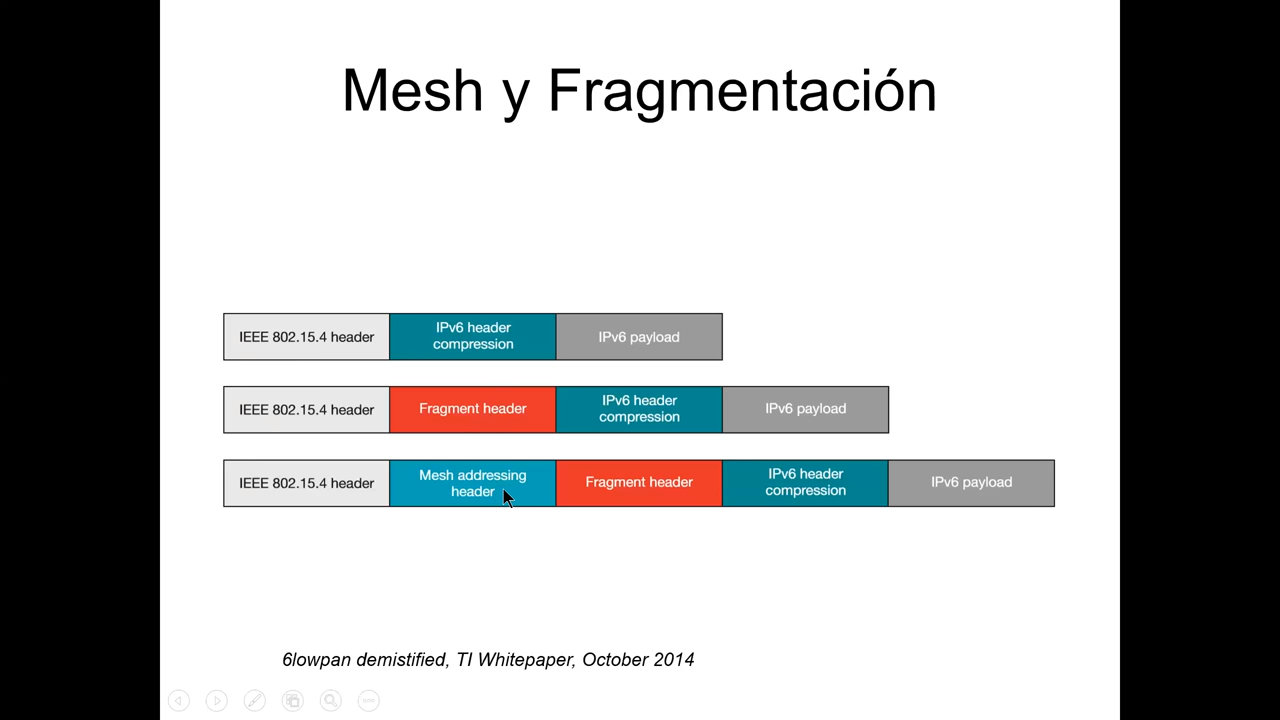 Mesh y Fragmentación
IEEE 802.15.4 header
IPv6 header
compression
IPv6 payload
IEEE 802.15.4 header
Fragment header
IPv6 header
compression
IPv6 payload
IEEE 802.15.4 header
Mesh addressing
header
Fragment header
IPv6 header
compression
IPv6 payload
6lowpan demistified, TI Whitepaper, October 2014